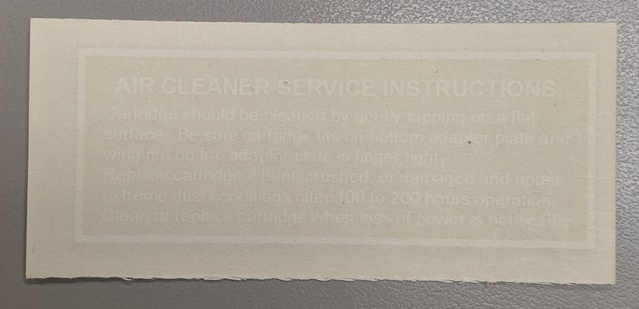 AIR CLEANER SERVICE INSTRUCTIONS
Cartridge should be cleaned by gently tapping on a flat
surface. Be sure cartridge fits on bottom adapter plate and
wing nut on top adapter plate is finger tight.
Replace cartridge if bent, crushed, or damaged and under
extreme dust conditions after 100 to 200 hours operation.
Clean or replace cartridge when loss of power is noticeable